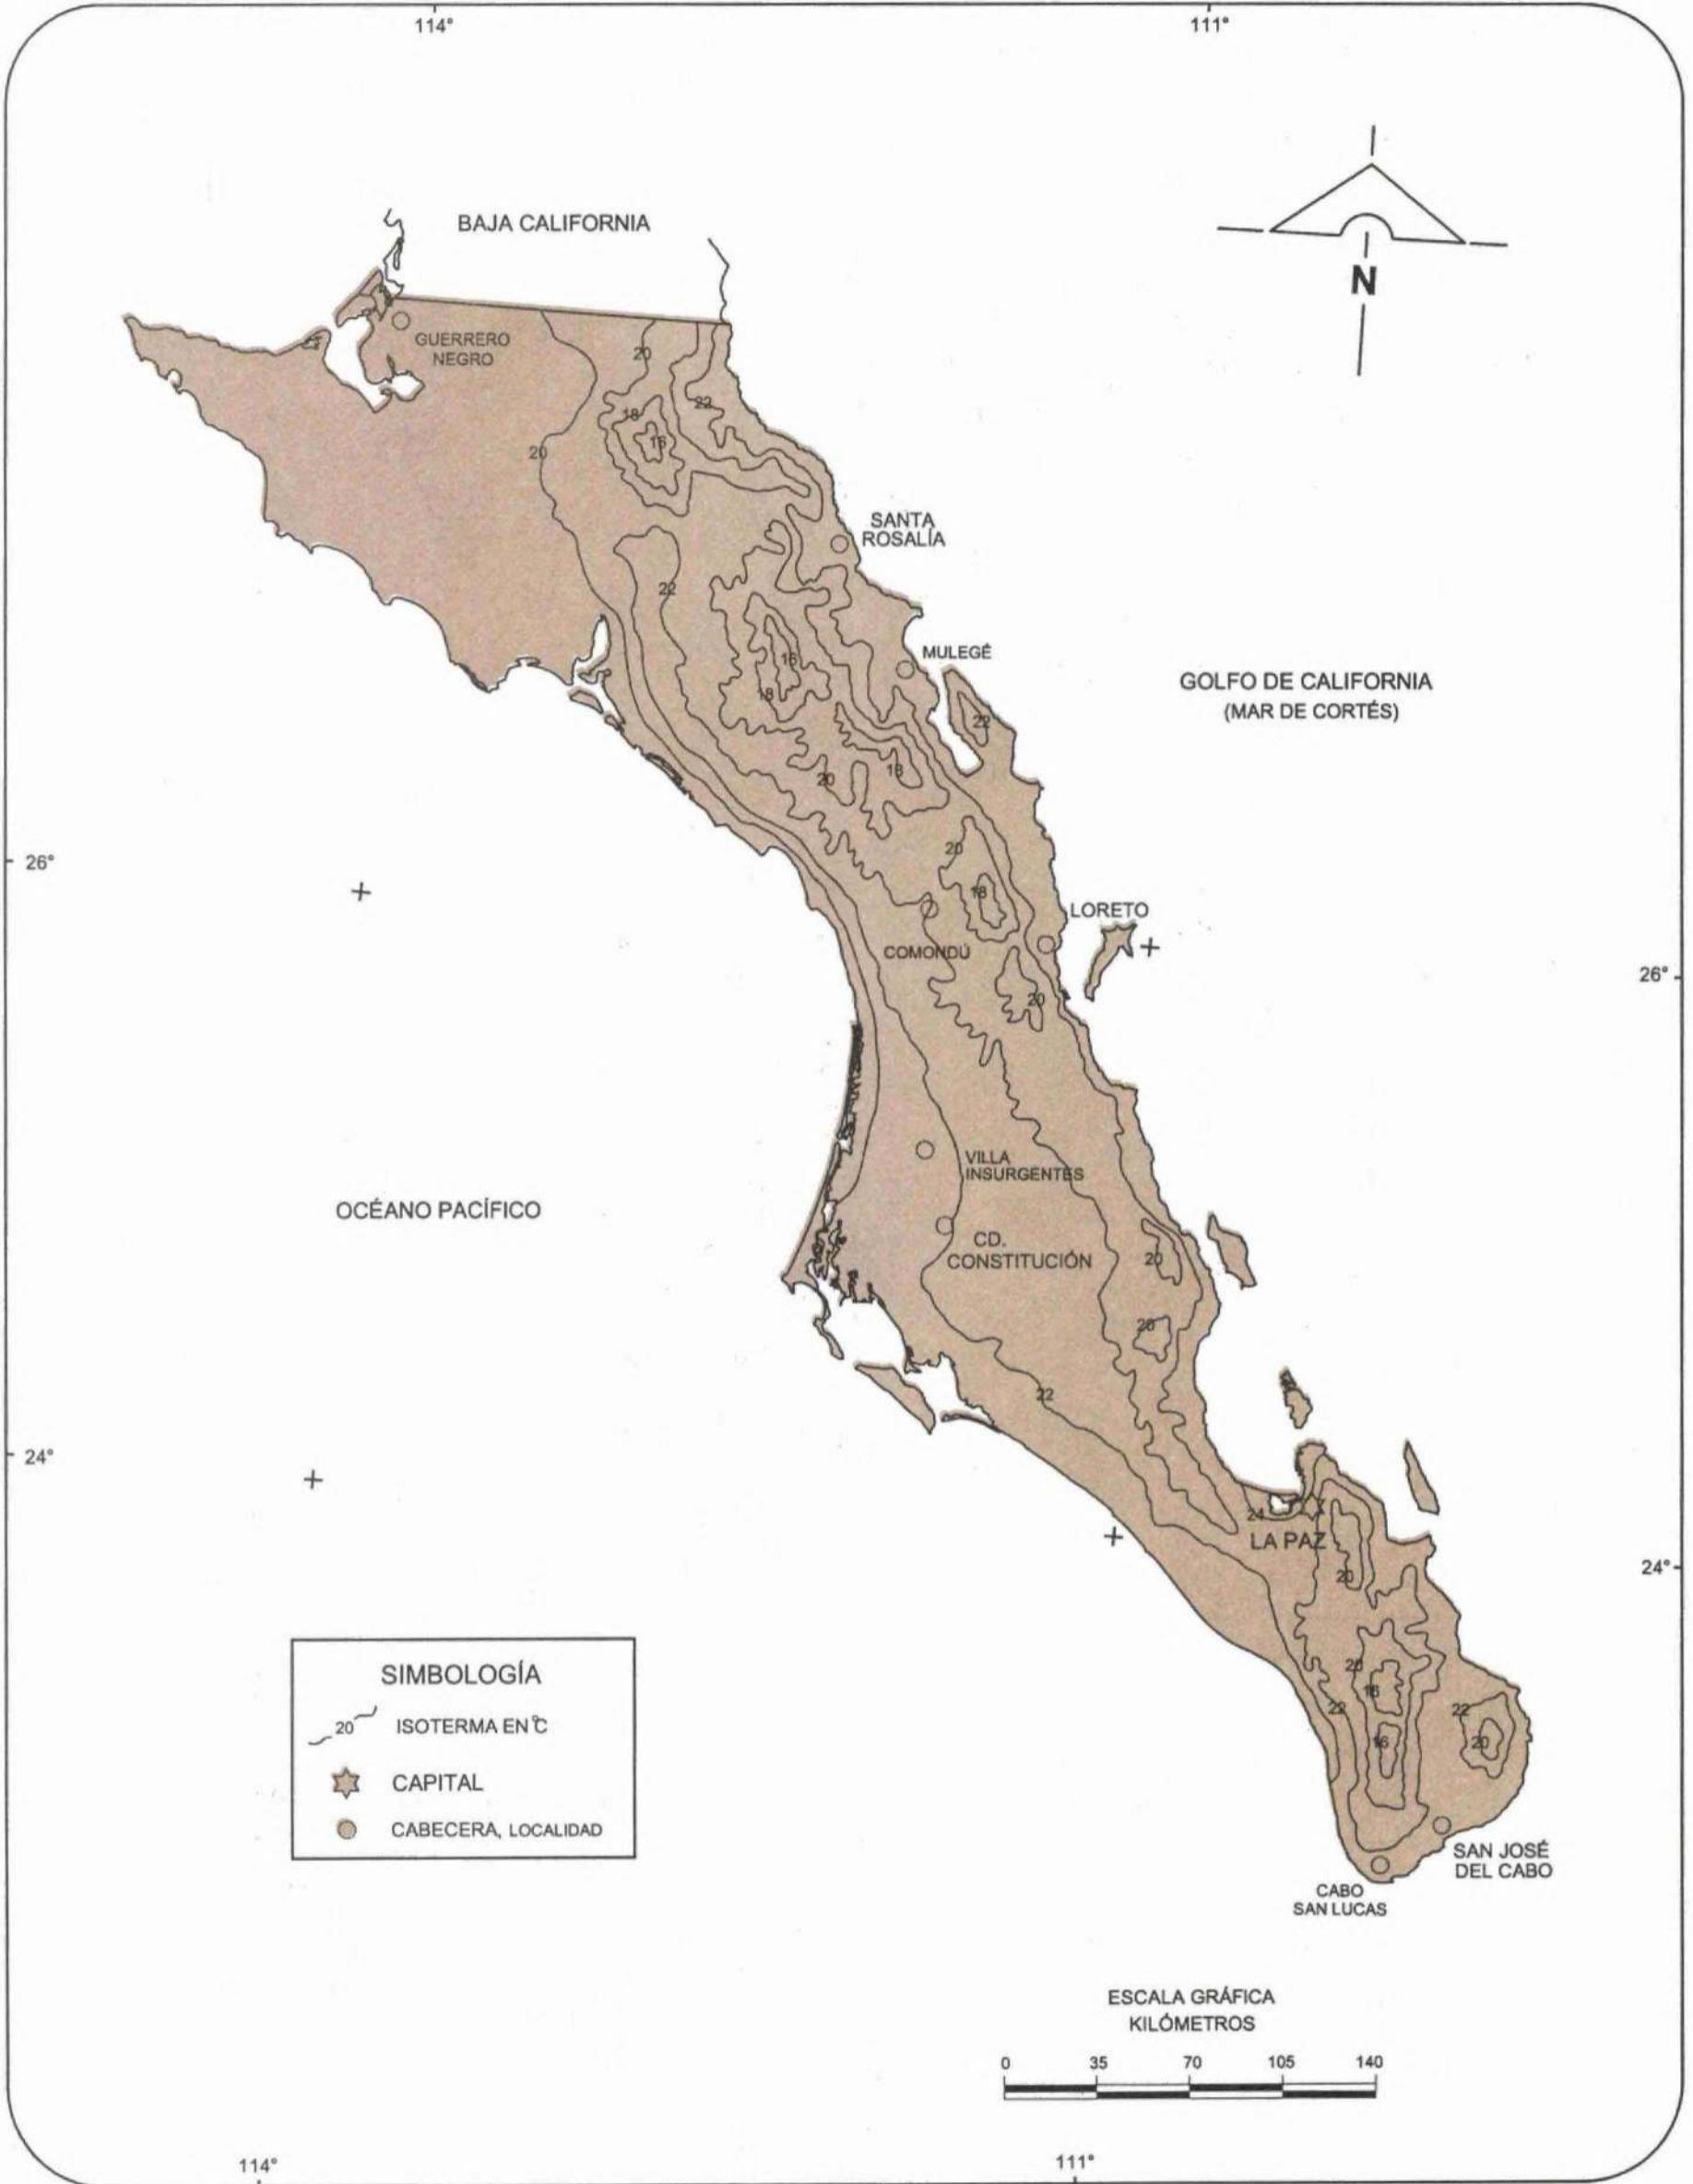 114°
111°
BAJA CALIFORNIA
N
GUERRERO
NEGRO
20
22
18
16
20
SANTA
ROSALÍA
22
MULEGÉ
16
18
GOLFO DE CALIFORNIA
(MAR DE CORTÉS)
22
18
20
20
26°
18
LORETO
COMONDÚ
26°
20
VILLA
INSURGENTES
OCÉANO PACÍFICO
CD.
CONSTITUCIÓN
20
20
22
24°
24
LA PAZ
24°
20
20
16
22
22
16
20
SIMBOLOGÍA
20 ISOTERMA EN °C
CAPITAL
CABECERA, LOCALIDAD
SAN JOSÉ
DEL CABO
CABO
SAN LUCAS
ESCALA GRÁFICA
KILÓMETROS
0 35 70 105 140
114°
111°